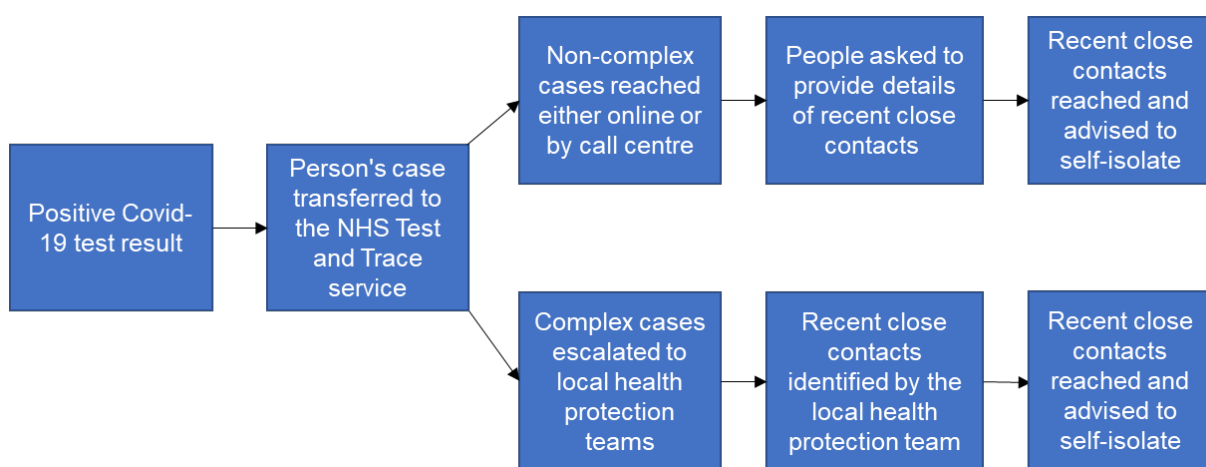 Positive Covid-
19 test result
Person's case
transferred to
the NHS Test
and Trace
service
Non-complex
cases reached
either online or
by call centre
People asked to
provide details
of recent close
contacts
Recent close
contacts
reached and
advised to
self-isolate
Complex cases
escalated to
local health
protection
teams
Recent close
contacts
identified by the
local health
protection team
Recent close
contacts
reached and
advised to
self-isolate